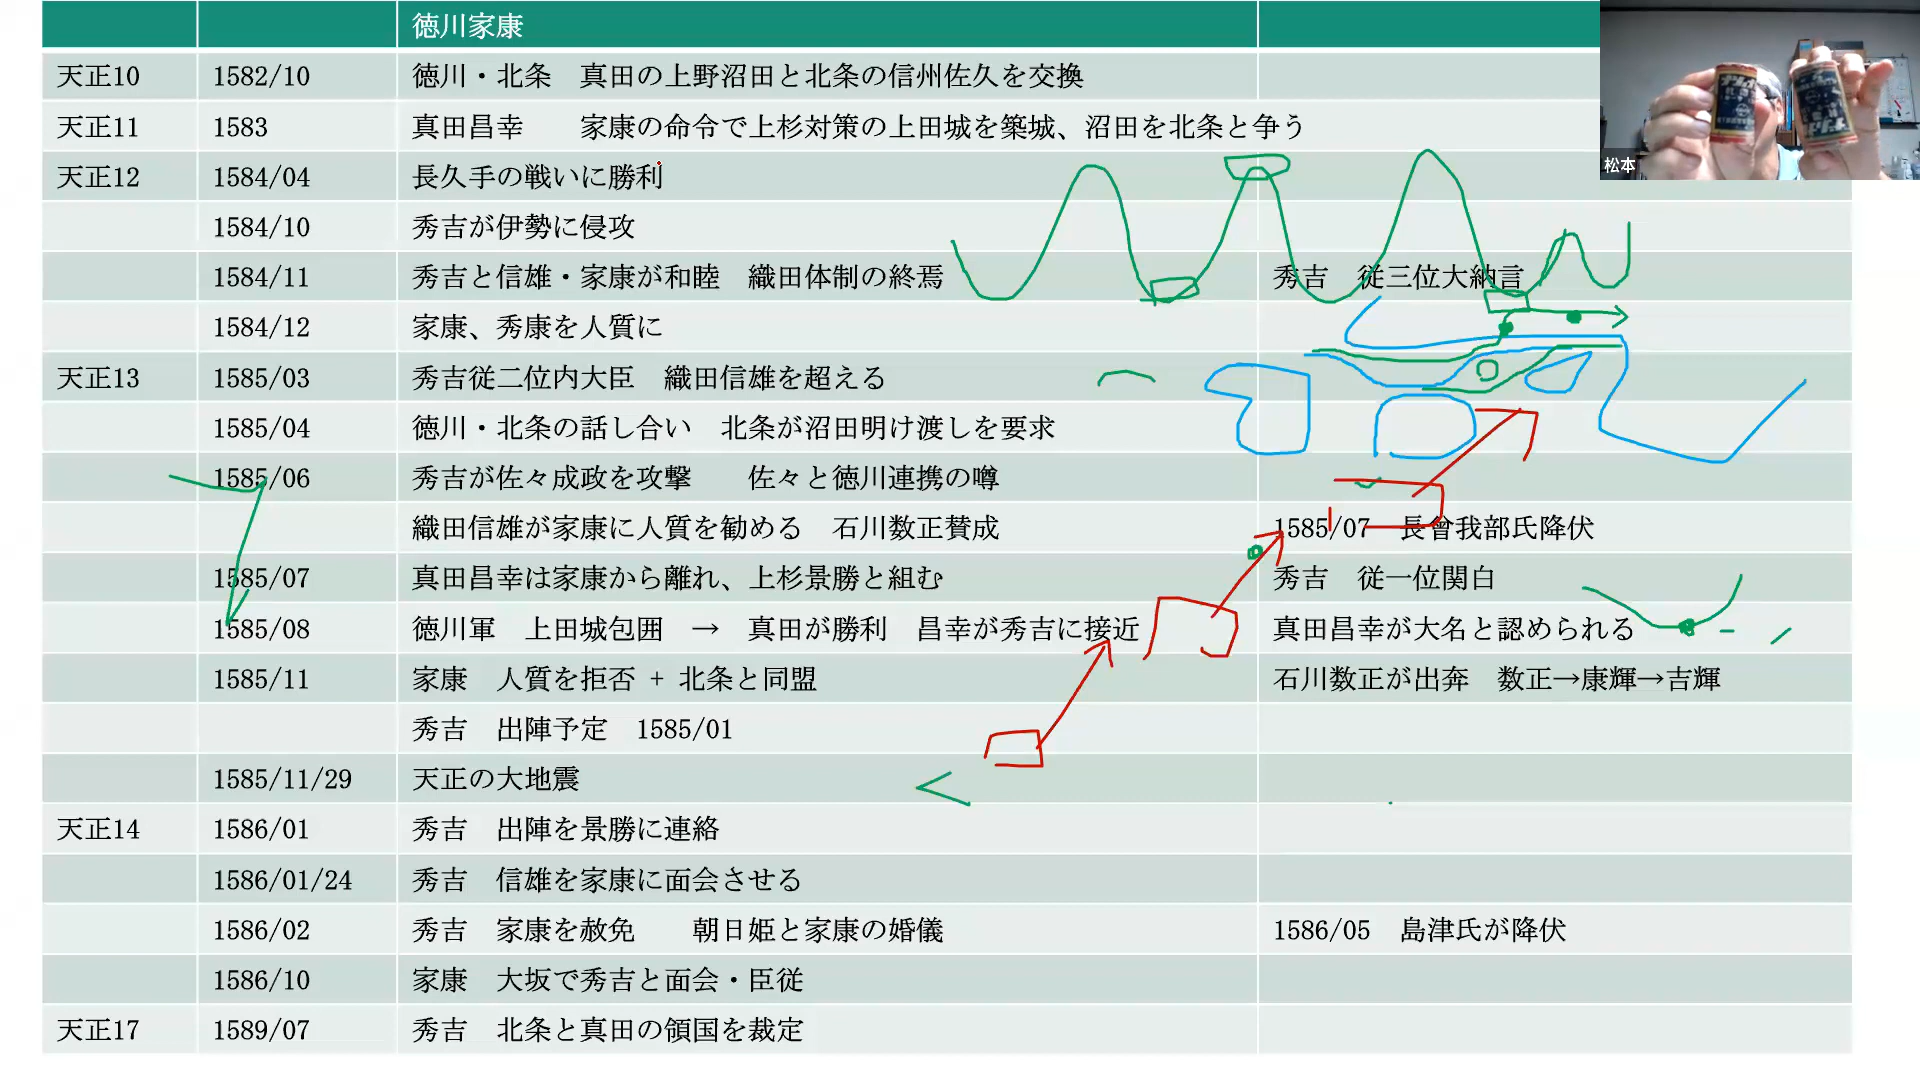 徳川家康
天正10 1582/10 徳川・北条　真田の上野沼田と北条の信州佐久を交換
天正11 1583 真田昌幸　　家康の命令で上杉対策の上田城を築城、沼田を北条と争う
天正12 1584/04 長久手の戦いに勝利
1584/10 秀吉が伊勢に侵攻
1584/11 秀吉と信雄・家康が和睦　織田体制の終焉 秀吉　従三位大納言
1584/12 家康、秀康を人質に
天正13 1585/03 秀吉従二位内大臣　織田信雄を超える
1585/04 徳川・北条の話し合い　北条が沼田明け渡しを要求
1585/06 秀吉が佐々成政を攻撃　　佐々と徳川連携の噂
織田信雄が家康に人質を勧める　石川数正賛成 1585/07　長曾我部氏降伏
1585/07 真田昌幸は家康から離れ、上杉景勝と組む 秀吉　従一位関白
1585/08 徳川軍　上田城包囲　→　真田が勝利　昌幸が秀吉に接近 真田昌幸が大名と認められる
1585/11 家康　人質を拒否 + 北条と同盟 石川数正が出奔　数正→康輝→吉輝
秀吉　出陣予定　1585/01
1585/11/29 天正の大地震
天正14 1586/01 秀吉　出陣を景勝に連絡
1586/01/24 秀吉　信雄を家康に面会させる
1586/02 秀吉　家康を赦免　　朝日姫と家康の婚儀 1586/05　島津氏が降伏
1586/10 家康　大坂で秀吉と面会・臣従
天正17 1589/07 秀吉　北条と真田の領国を裁定
松本